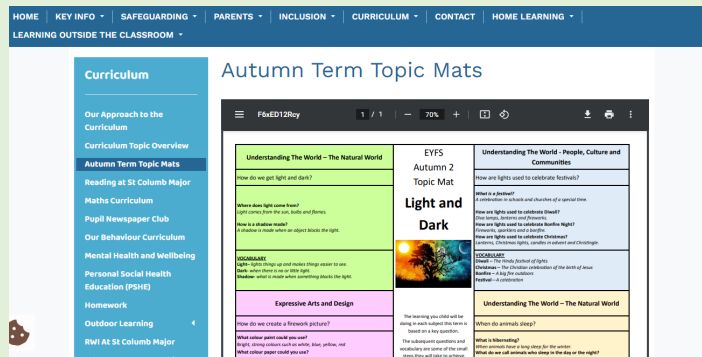 HOME KEY INFO SAFEGUARDING PARENTS INCLUSION CURRICULUM CONTACT HOME LEARNING
LEARNING OUTSIDE THE CLASSROOM
Curriculum
Our Approach to the
Curriculum
Curriculum Topic Overview
Autumn Term Topic Mats
Reading at St Columb Major
Maths Curriculum
Pupil Newspaper Club
Our Behaviour Curriculum
Mental Health and Wellbeing
Personal Social Health
Education (PSHE)
Homework
Outdoor Learning
RWI At St Columb Major
Autumn Term Topic Mats
F6xED12Rcy 1 / 1 70%
Understanding The World – The Natural World
How do we get light and dark?
Where does light come from?
Light comes from the sun, bulbs and flames.
How is a shadow made?
A shadow is made when an object blocks the light.
VOCABULARY
Light– lights things up and makes things easier to see.
Dark- when there is no or little light.
Shadow- what is made when something blocks the light.
Expressive Arts and Design
How do we create a firework picture?
What colour paint could you use?
Bright, strong colours such as white, blue, yellow, red
What colour paper could you use?
EYFS
Autumn 2
Topic Mat
Light and
Dark
The learning you child will be
doing in each subject this term is
based on a key question.
The subsequent questions and
vocabulary are some of the small
steps they will take to achieve
Understanding The World - People, Culture and
Communities
How are lights used to celebrate festivals?
What is a festival?
A celebration in schools and churches of a special time.
How are lights used to celebrate Diwali?
Diva lamps, lanterns and fireworks.
How are lights used to celebrate Bonfire Night?
Fireworks, sparklers and a bonfire.
How are lights used to celebrate Christmas?
Lanterns, Christmas lights, candles in advent and Christingle.
VOCABULARY
Diwali – The Hindu festival of lights
Christmas – The Christian celebration of the birth of Jesus
Bonfire – A big fire outdoors
Festival—A celebration
Understanding The World – The Natural World
When do animals sleep?
What is hibernating?
When animals have a long sleep for the winter.
What do we call animals who sleep in the day or the night?